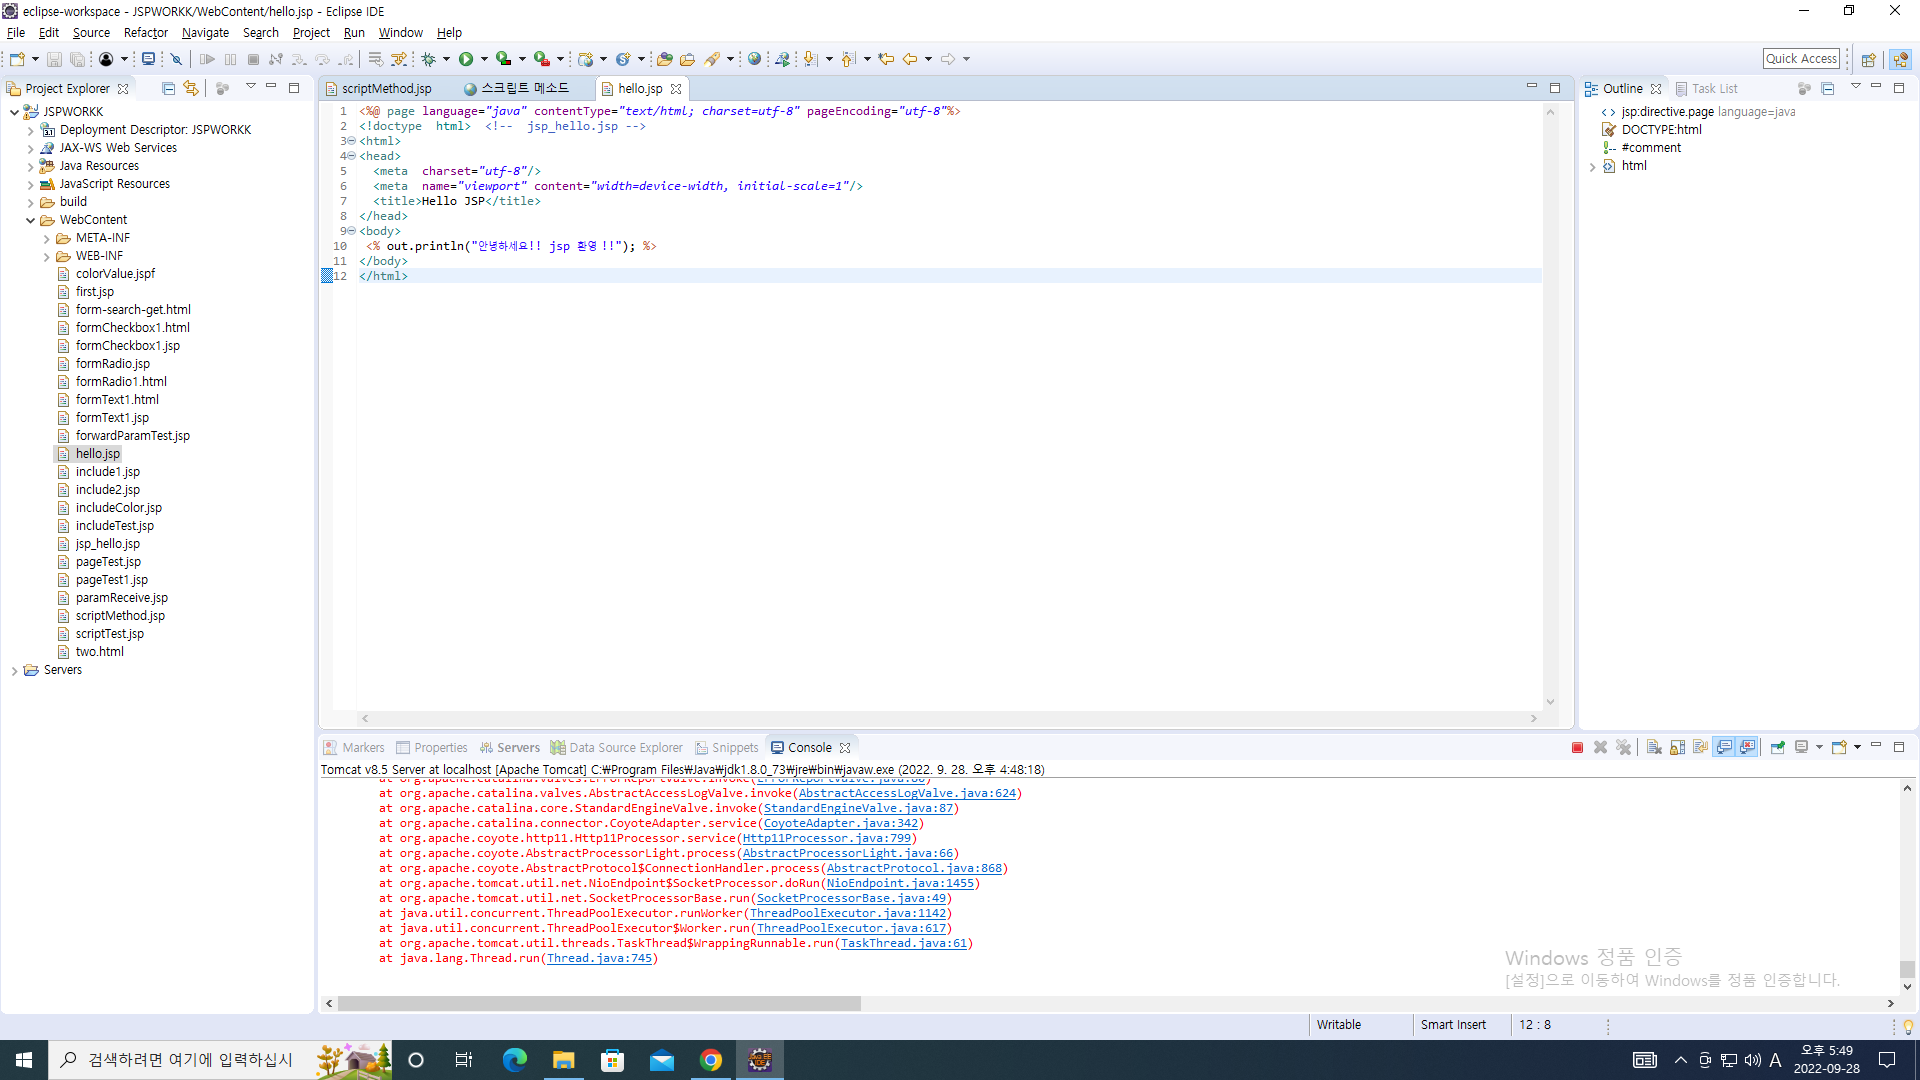 eclipse-workspace - JSPWORKK/WebContent/hello.jsp - Eclipse IDE
File Edit Source Refactor Navigate Search Project Run Window Help
Quick Access
Project Explorer
JSPWORKK
Deployment Descriptor: JSPWORKK
JAX-WS Web Services
Java Resources
JavaScript Resources
build
WebContent
META-INF
WEB-INF
colorValue.jspf
first.jsp
form-search-get.html
formCheckbox1.html
formCheckbox1.jsp
formRadio.jsp
formRadio1.html
formText1.html
formText1.jsp
forwardParamTest.jsp
hello.jsp
include1.jsp
include2.jsp
includeColor.jsp
includeTest.jsp
jsp_hello.jsp
pageTest.jsp
pageTest1.jsp
paramReceive.jsp
scriptMethod.jsp
scriptTest.jsp
two.html
Servers
scriptMethod.jsp 스크립트 메소드 hello.jsp
1 <%@ page language="java" contentType="text/html; charset=utf-8" pageEncoding="utf-8"%>
2 <!doctype html> <!-- jsp_hello.jsp -->
3 <html>
4 <head>
5 <meta charset="utf-8"/>
6 <meta name="viewport" content="width=device-width, initial-scale=1"/>
7 <title>Hello JSP</title>
8 </head>
9 <body>
10 <% out.println("안녕하세요!! jsp 환영 !!"); %>
11 </body>
12 </html>
Outline Task List
jsp:directive.page language=java
DOCTYPE:html
#comment
html
Markers Properties Servers Data Source Explorer Snippets Console
Tomcat v8.5 Server at localhost [Apache Tomcat] C:₩Program Files₩Java₩jdk1.8.0_73₩jre₩bin₩javaw.exe (2022. 9. 28. 오후 4:48:18)
at org.apache.catalina.valves.ErrorReportValve.invoke(ErrorReportValve.java:80)
at org.apache.catalina.valves.AbstractAccessLogValve.invoke(AbstractAccessLogValve.java:624)
at org.apache.catalina.core.StandardEngineValve.invoke(StandardEngineValve.java:87)
at org.apache.catalina.connector.CoyoteAdapter.service(CoyoteAdapter.java:342)
at org.apache.coyote.http11.Http11Processor.service(Http11Processor.java:799)
at org.apache.coyote.AbstractProcessorLight.process(AbstractProcessorLight.java:66)
at org.apache.coyote.AbstractProtocol$ConnectionHandler.process(AbstractProtocol.java:868)
at org.apache.tomcat.util.net.NioEndpoint$SocketProcessor.doRun(NioEndpoint.java:1455)
at org.apache.tomcat.util.net.SocketProcessorBase.run(SocketProcessorBase.java:49)
at java.util.concurrent.ThreadPoolExecutor.runWorker(ThreadPoolExecutor.java:1142)
at java.util.concurrent.ThreadPoolExecutor$Worker.run(ThreadPoolExecutor.java:617)
at org.apache.tomcat.util.threads.TaskThread$WrappingRunnable.run(TaskThread.java:61)
at java.lang.Thread.run(Thread.java:745)
Windows 정품 인증
[설정]으로 이동하여 Windows를 정품 인증합니다.
Writable Smart Insert 12 : 8
검색하려면 여기에 입력하십시
A
오후 5:49
2022-09-28